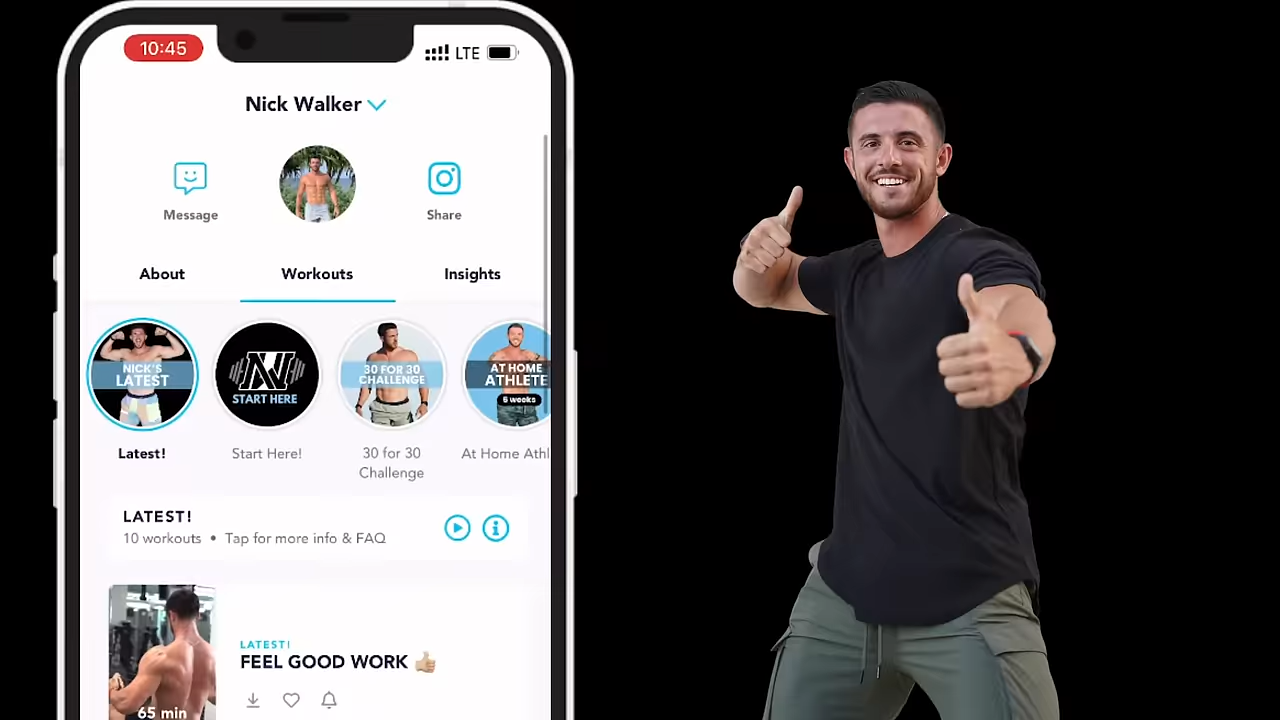 10:45
LTE
Nick Walker
Message
Share
About
Workouts
Insights
NICK'S
LATEST
N
START HERE
30 FOR 30
CHALLENGE
AT HOME
ATHLETE
6 weeks
Latest!
Start Here!
30 for 30
Challenge
At Home Athl
LATEST!
10 workouts • Tap for more info & FAQ
LATEST!
FEEL GOOD WORK 👍🏼
65 min